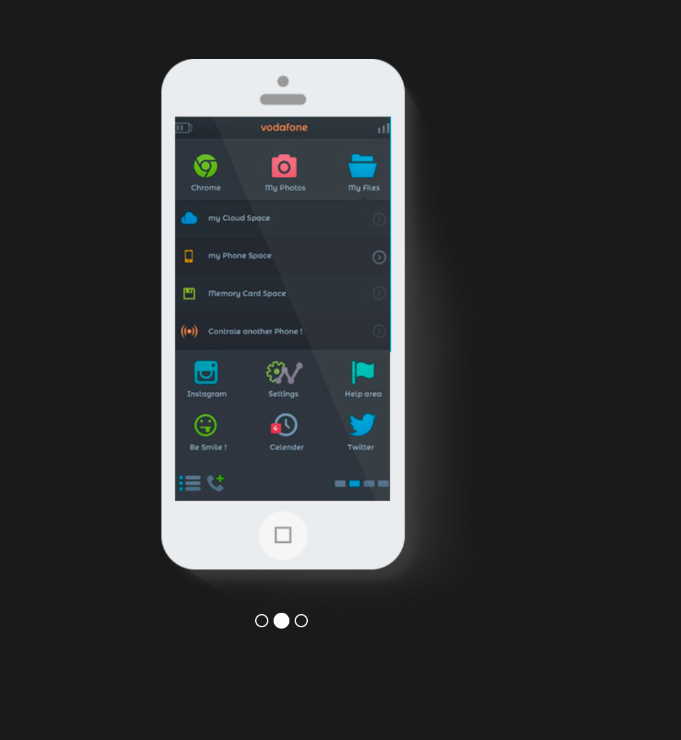 vodafone
Chrome My Photos My Files
my Cloud Space
my Phone Space
Memory Card Space
Controle another Phone !
Instagram Settings Help area
4
Be Smile ! Celender Twitter